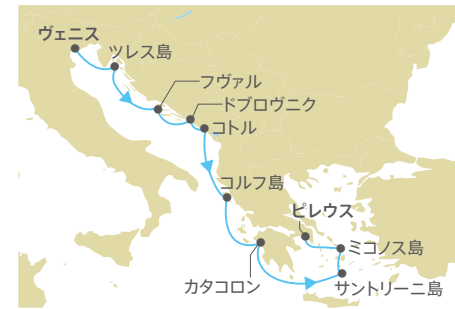 ヴェニス
ツレス島
フヴァル
ドブロヴニク
コトル
コルフ島
ピレウス
ミコノス島
カタコロン
サントリーニ島